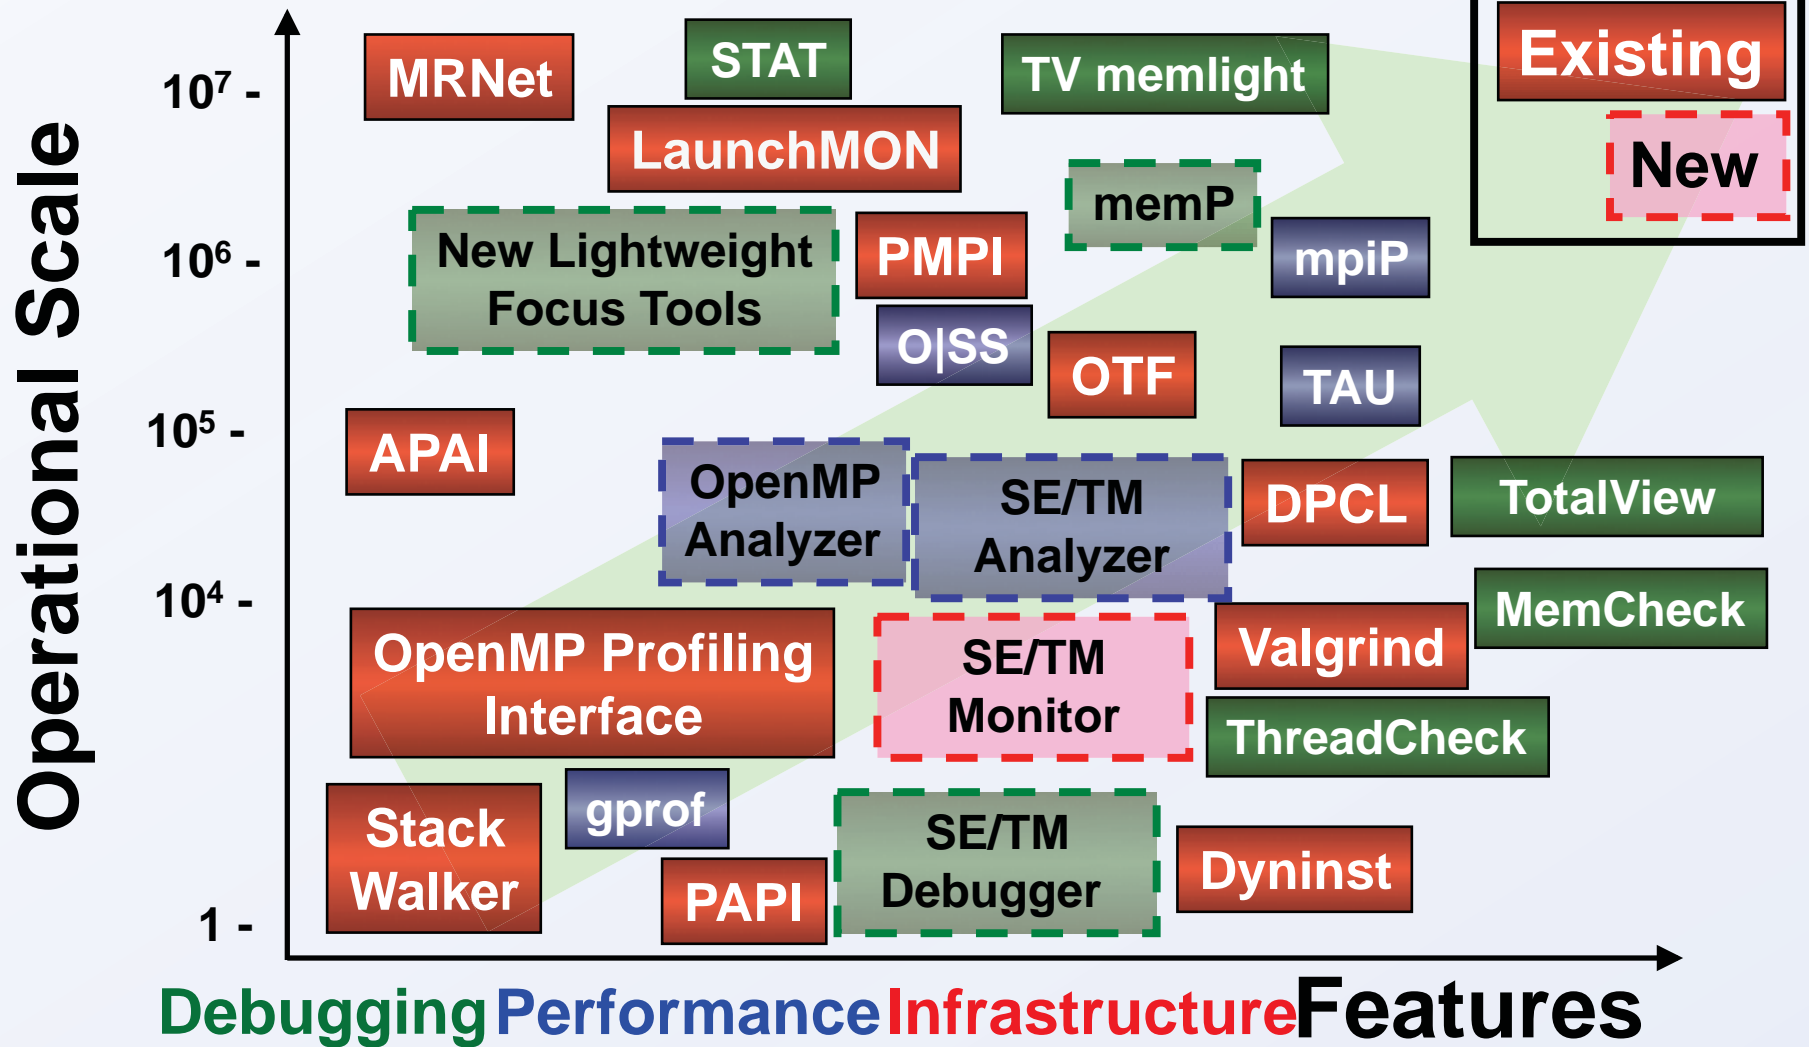 Operational Scale
10⁷ -
10⁶ -
10⁵ -
10⁴ -
1 -
MRNet
STAT
TV memlight
Existing
New
LaunchMON
memP
New Lightweight
Focus Tools
PMPI
mpiP
O|SS
OTF
TAU
APAI
OpenMP
Analyzer
SE/TM
Analyzer
DPCL
TotalView
MemCheck
OpenMP Profiling
Interface
SE/TM
Monitor
Valgrind
ThreadCheck
Stack
Walker
gprof
PAPI
SE/TM
Debugger
Dyninst
Debugging Performance Infrastructure Features